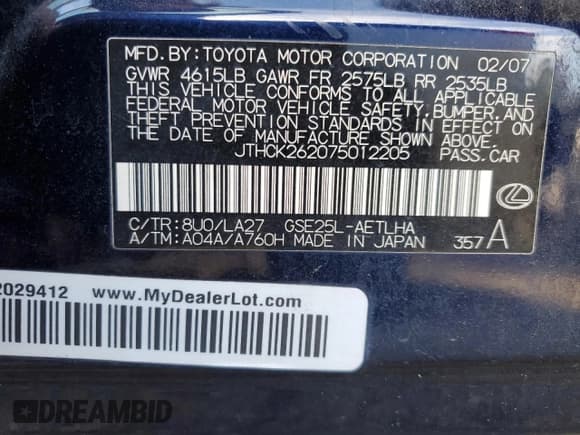 MFD.BY: TOYOTA MOTOR CORPORATION 02/07
GVWR 4615LB GAWR FR 2575LB RR 2535LB
THIS VEHICLE CONFORMS TO ALL APPLICABLE
FEDERAL MOTOR VEHICLE SAFETY, BUMPER, AND
THEFT PREVENTION STANDARDS IN EFFECT ON
THE DATE OF MANUFACTURE SHOWN ABOVE.
JTHCK262075012205 PASS.CAR
C/TR: 8U0/LA27 GSE25L-AETLHA
A/TM: A04A/A760H MADE IN JAPAN 357A
2029412 www.MyDealerLot.com
DREAMBID